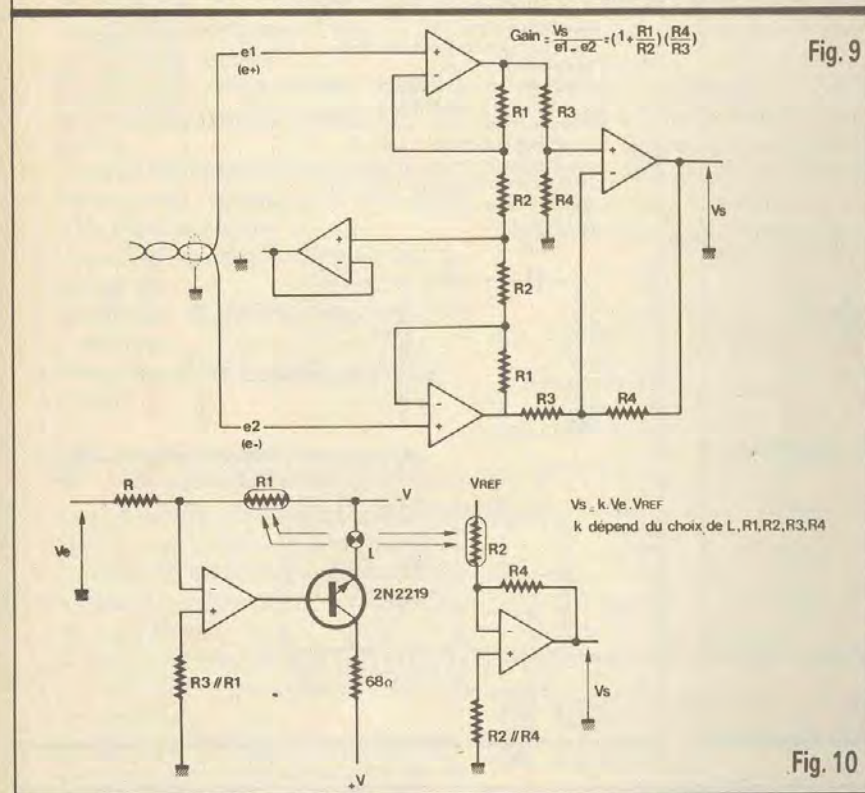 Fig. 9
Gain = Vs / e1 - e2 = (1 + R1/R2) (R4/R3)
e1
(e+)
+
-
R1
R3
R2
R4
+
-
Vs
+
-
R2
R1
-
+
R3
R4
e2
(e-)
R
R1
_V
Ve
L
-
+
2N2219
R3 // R1
68Ω
+V
VREF
R2
R4
-
+
Vs
R2 // R4
Vs = k. Ve. VREF
k dépend du choix de L, R1, R2, R3, R4
Fig. 10